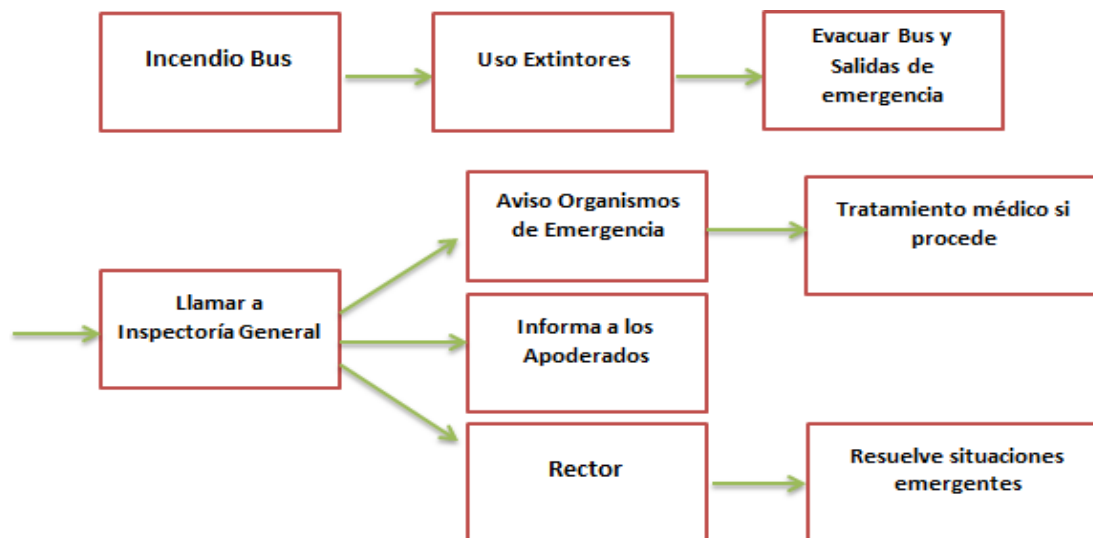 Incendio Bus
Uso Extintores
Evacuar Bus y
Salidas de
emergencia
Aviso Organismos
de Emergencia
Tratamiento médico si
procede
Llamar a
Inspectoría General
Informa a los
Apoderados
Rector
Resuelve situaciones
emergentes